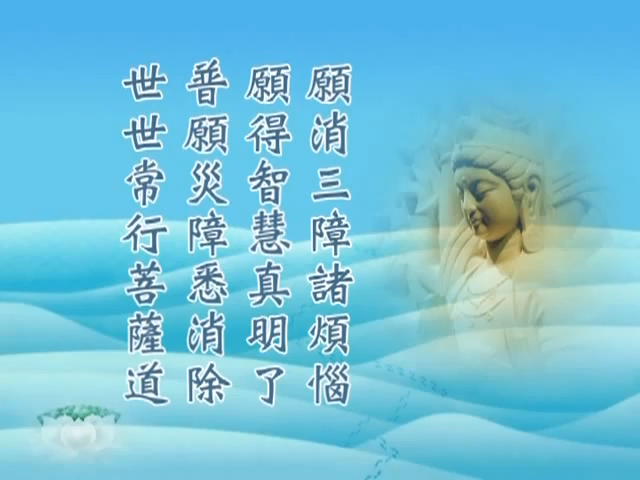 願消三障諸煩惱
願得智慧真明了
普願災障悉消除
世世常行菩薩道